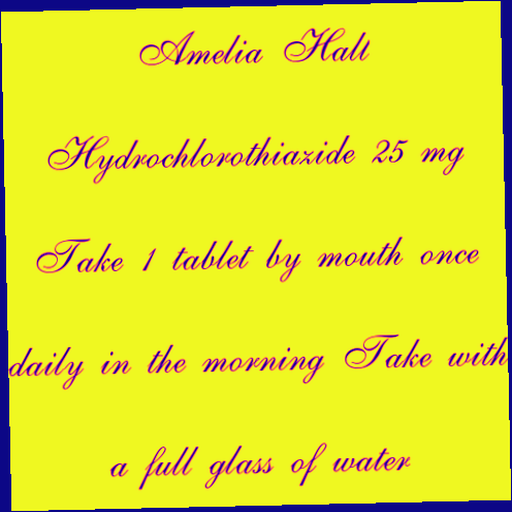 Amelia Halt
Hydrochlorothiazide 25 mg
Take 1 tablet by mouth once
daily in the morning Take with
a full glass of water